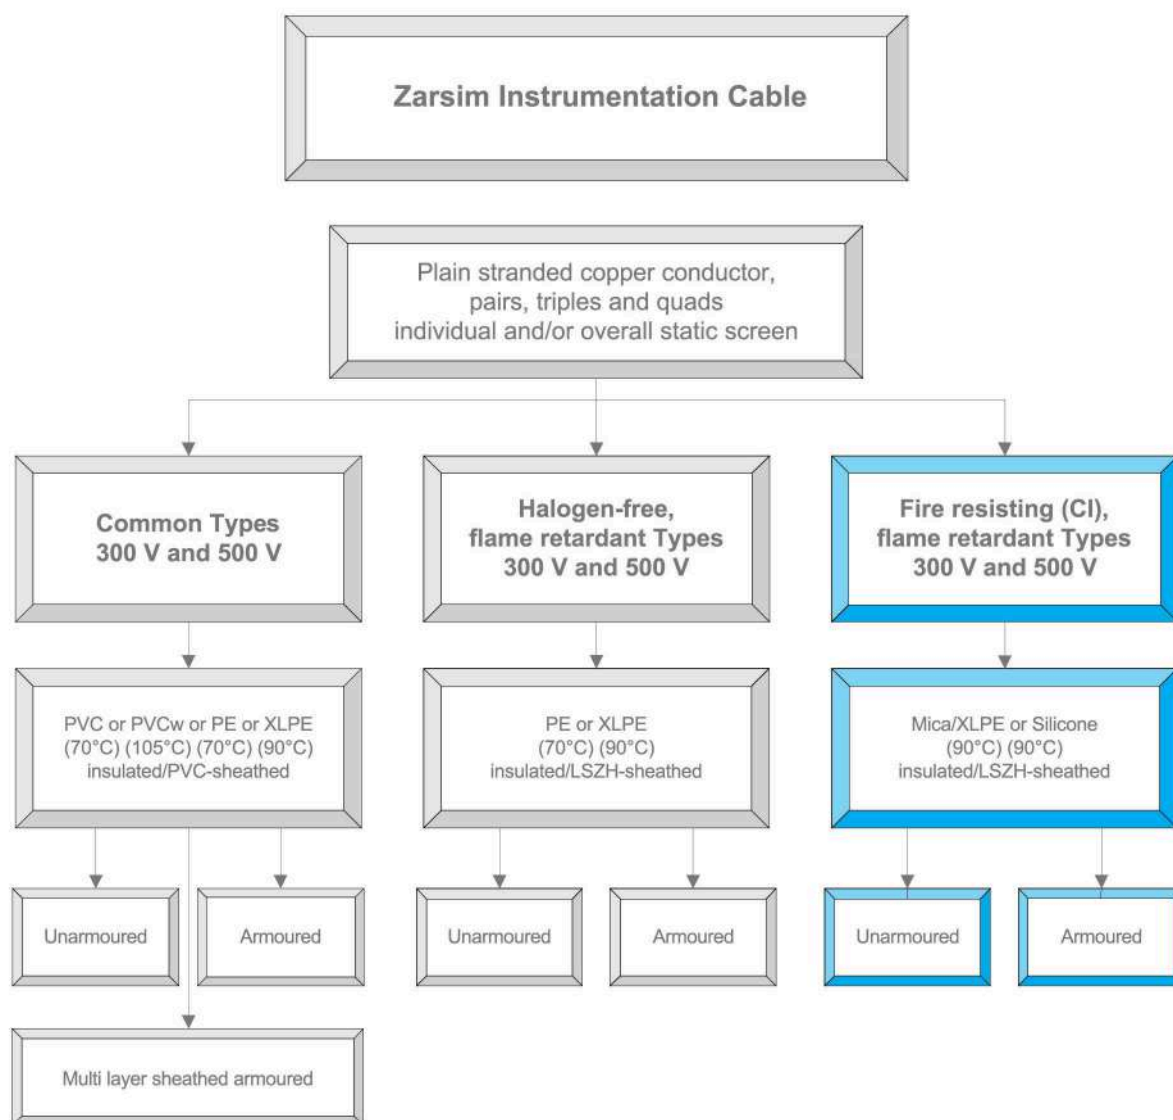 Zarsim Instrumentation Cable
Plain stranded copper conductor,
pairs, triples and quads
individual and/or overall static screen
Common Types
300 V and 500 V
Halogen-free,
flame retardant Types
300 V and 500 V
Fire resisting (CI),
flame retardant Types
300 V and 500 V
PVC or PVCw or PE or XLPE
(70°C) (105°C) (70°C) (90°C)
insulated/PVC-sheathed
PE or XLPE
(70°C) (90°C)
insulated/LSZH-sheathed
Mica/XLPE or Silicone
(90°C) (90°C)
insulated/LSZH-sheathed
Unarmoured
Armoured
Unarmoured
Armoured
Unarmoured
Armoured
Multi layer sheathed armoured